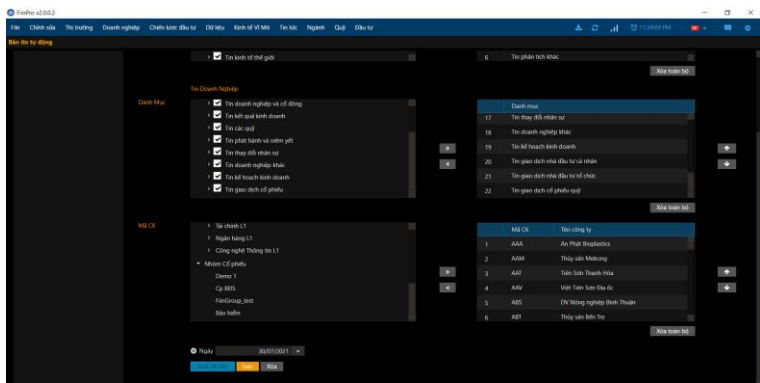 FiinPro v2.0.0.2
File Chỉnh sửa Thị trường Doanh nghiệp Chiến lược đầu tư Dữ liệu Kinh tế Vĩ Mô Tin tức Ngành Quỹ Đầu tư
Bản tin tự động
Tin kinh tế thế giới
6 Tin phân tích khác
Xóa toàn bộ
Tin Doanh Nghiệp
Danh Mục
Tin doanh nghiệp và cổ đông
Tin kết quả kinh doanh
Tin các quỹ
Tin phát hành và niêm yết
Tin thay đổi nhân sự
Tin doanh nghiệp khác
Tin kế hoạch kinh doanh
Tin giao dịch cổ phiếu
Danh mục
17 Tin thay đổi nhân sự
18 Tin doanh nghiệp khác
19 Tin kế hoạch kinh doanh
20 Tin giao dịch nhà đầu tư cá nhân
21 Tin giao dịch nhà đầu tư tổ chức
22 Tin giao dịch cổ phiếu quỹ
Xóa toàn bộ
Mã CK
Tài chính L1
Ngân hàng L1
Công nghệ Thông tin L1
Nhóm Cổ phiếu
Demo 1
Cp BDS
FiinGroup_test
Bảo hiểm
Mã CK Tên công ty
1 AAA An Phát Bioplastics
2 AAM Thủy sản Mekong
3 AAT Tiên Sơn Thanh Hóa
4 AAV Việt Tiên Sơn Địa ốc
5 ABS DV Nông nghiệp Bình Thuận
6 ABT Thủy sản Bến Tre
Xóa toàn bộ
Ngày 30/07/2021
Xóa